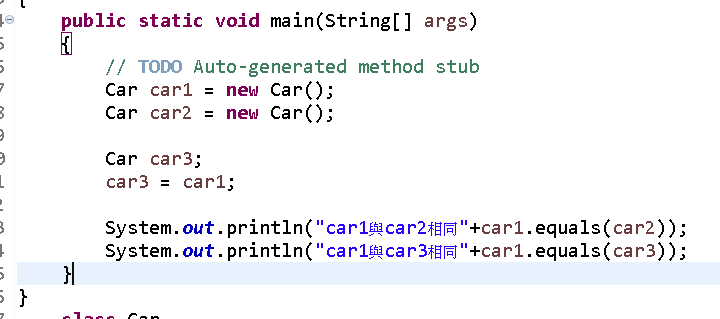 public static void main(String[] args)
{
// TODO Auto-generated method stub
Car car1 = new Car();
Car car2 = new Car();
Car car3;
car3 = car1;
System.out.println("car1與car2相同"+car1.equals(car2));
System.out.println("car1與car3相同"+car1.equals(car3));
}
}
class Car